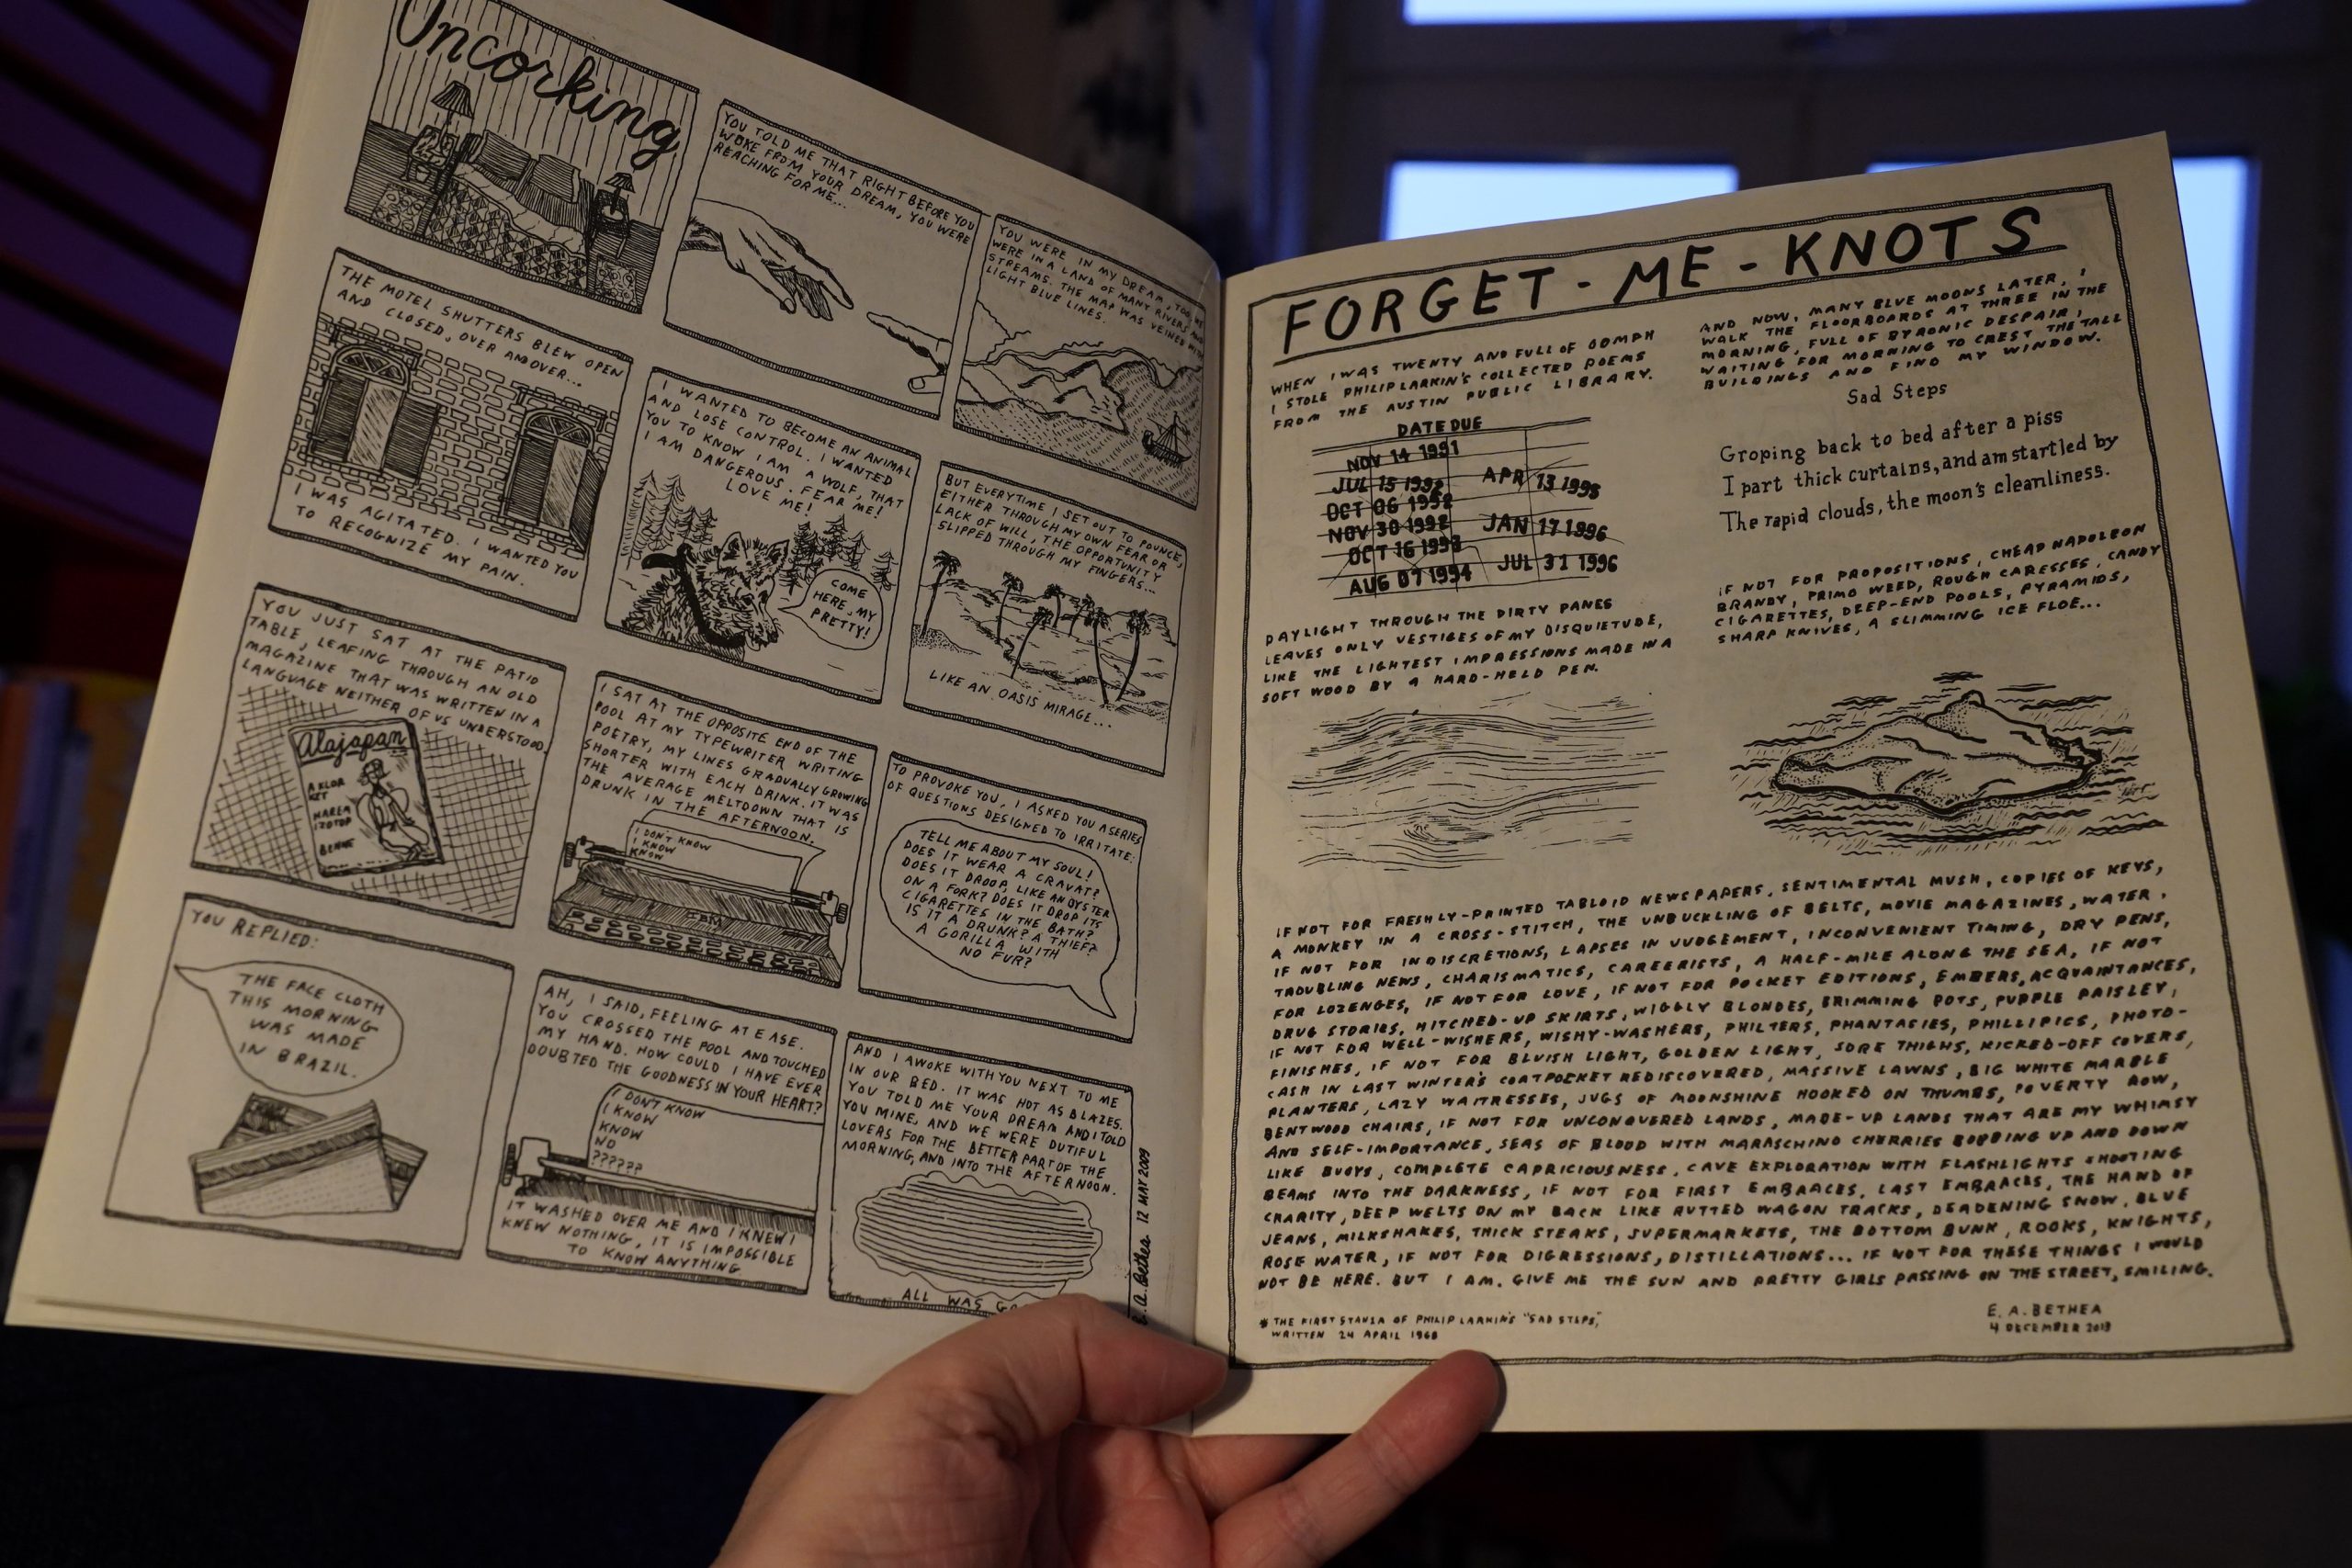 Uncorking
YOU TOLD ME THAT RIGHT BEFORE YOU
WOKE FROM YOUR DREAM, YOU WERE
REACHING FOR ME...
YOU WERE IN MY DREAM, TOO. WE
WERE IN A LAND OF MANY RIVERS AND
STREAMS. THE MAP WAS VEINED WITH
LIGHT BLUE LINES.
THE MOTEL SHUTTERS BLEW OPEN
AND CLOSED, OVER AND OVER...
I WAS AGITATED. I WANTED YOU
TO RECOGNIZE MY PAIN.
I WANTED TO BECOME AN ANIMAL
AND LOSE CONTROL. I WANTED
YOU TO KNOW I AM A WOLF, THAT
I AM DANGEROUS. FEAR ME!
LOVE ME!
COME
HERE, MY
PRETTY!
BUT EVERYTIME I SET OUT TO POUNCE,
EITHER THROUGH MY OWN FEAR OR
LACK OF WILL, THE OPPORTUNITY
SLIPPED THROUGH MY FINGERS...
LIKE AN OASIS MIRAGE...
YOU JUST SAT AT THE PATIO
TABLE, LEAFING THROUGH AN OLD
MAGAZINE THAT WAS WRITTEN IN A
LANGUAGE NEITHER OF US UNDERSTOOD.
Alajapan
I SAT AT THE OPPOSITE END OF THE
POOL AT MY TYPEWRITER WRITING
POETRY, MY LINES GRADUALLY GROWING
SHORTER WITH EACH DRINK. IT WAS
THE AVERAGE MELTDOWN THAT IS
DRUNK IN THE AFTERNOON.
I DON'T KNOW
I KNOW
KNOW
IBM
TO PROVOKE YOU, I ASKED YOU A SERIES
OF QUESTIONS DESIGNED TO IRRITATE:
TELL ME ABOUT MY SOUL!
DOES IT WEAR A CRAVAT?
DOES IT DROOP, LIKE AN OYSTER
ON A FORK? DOES IT DROP ITS
CIGARETTES IN THE BATH?
IS IT A DRUNK? A THIEF?
A GORILLA WITH
NO FUR?
YOU REPLIED:
THE FACE CLOTH
THIS MORNING
WAS MADE
IN BRAZIL.
AH, I SAID, FEELING AT EASE.
YOU CROSSED THE POOL AND TOUCHED
MY HAND. HOW COULD I HAVE EVER
DOUBTED THE GOODNESS IN YOUR HEART?
I DON'T KNOW
I KNOW
KNOW
NO
??????
IT WASHED OVER ME AND I KNEW I
KNEW NOTHING, IT IS IMPOSSIBLE
TO KNOW ANYTHING
AND I AWOKE WITH YOU NEXT TO ME
IN OUR BED. IT WAS HOT AS BLAZES.
YOU TOLD ME YOUR DREAM AND I TOLD
YOU MINE, AND WE WERE DUTIFUL
LOVERS FOR THE BETTER PART OF THE
MORNING, AND INTO THE AFTERNOON.
ALL WAS
E. A. Bethea 12 MAY 2009
FORGET-ME-KNOTS
WHEN I WAS TWENTY AND FULL OF OOMPH
I STOLE PHILIP LARKIN'S COLLECTED POEMS
FROM THE AUSTIN PUBLIC LIBRARY.
DATE DUE
NOV 14 1991
JUL 15 1992
OCT 06 1992
NOV 30 1992
OCT 16 1993
AUG 07 1994
APR 13 1995
JAN 17 1996
JUL 31 1996
DAYLIGHT THROUGH THE DIRTY PANES
LEAVES ONLY VESTIGES OF MY DISQUIETUDE,
LIKE THE LIGHTEST IMPRESSIONS MADE IN A
SOFT WOOD BY A HARD-HELD PEN.
AND NOW, MANY BLUE MOONS LATER, I
WALK THE FLOORBOARDS AT THREE IN THE
MORNING, FULL OF BYRONIC DESPAIR,
WAITING FOR MORNING TO CREST THE TALL
BUILDINGS AND FIND MY WINDOW.
Sad Steps
Groping back to bed after a piss
I part thick curtains, and am startled by
The rapid clouds, the moon's cleanliness.
IF NOT FOR PROPOSITIONS, CHEAP NAPOLEON
BRANDY, PRIMO WEED, ROUGH CARESSES, CANDY
CIGARETTES, DEEP-END POOLS, PYRAMIDS,
SHARP KNIVES, A SLIMMING ICE FLOE...
IF NOT FOR FRESHLY-PRINTED TABLOID NEWSPAPERS, SENTIMENTAL MUSH, COPIES OF KEYS,
A MONKEY IN A CROSS-STITCH, THE UNBUCKLING OF BELTS, MOVIE MAGAZINES, WATER,
IF NOT FOR INDISCRETIONS, LAPSES IN JUDGEMENT, INCONVENIENT TIMING, DRY PENS,
TROUBLING NEWS, CHARISMATICS, CAREERISTS, A HALF-MILE ALONG THE SEA, IF NOT
FOR LOZENGES, IF NOT FOR LOVE, IF NOT FOR POCKET EDITIONS, EMBERS, ACQUAINTANCES,
DRUG STORIES, HITCHED-UP SKIRTS, WIGGLY BLONDES, BRIMMING POTS, PURPLE PAISLEY,
IF NOT FOR WELL-WISHERS, WISHY-WASHERS, PHILTERS, PHANTASIES, PHILLIPICS, PHOTO-
FINISHES, IF NOT FOR BLUISH LIGHT, GOLDEN LIGHT, SORE THIGHS, KICKED-OFF COVERS,
CASH IN LAST WINTER'S COATPOCKET REDISCOVERED, MASSIVE LAWNS, BIG WHITE MARBLE
PLANTERS, LAZY WAITRESSES, JUGS OF MOONSHINE HOOKED ON THUMBS, POVERTY ROW,
BENTWOOD CHAIRS, IF NOT FOR UNCONQUERED LANDS, MADE-UP LANDS THAT ARE MY WHIMSY
AND SELF-IMPORTANCE, SEAS OF BLOOD WITH MARASCHINO CHERRIES BOBBING UP AND DOWN
LIKE BUOYS, COMPLETE CAPRICIOUSNESS, CAVE EXPLORATION WITH FLASHLIGHTS SHOOTING
BEAMS INTO THE DARKNESS, IF NOT FOR FIRST EMBRACES, LAST EMBRACES, THE HAND OF
CHARITY, DEEP WELTS ON MY BACK LIKE RUTTED WAGON TRACKS, DEADENING SNOW, BLUE
JEANS, MILKSHAKES, THICK STEAKS, SUPERMARKETS, THE BOTTOM BUNK, ROOKS, KNIGHTS,
ROSE WATER, IF NOT FOR DIGRESSIONS, DISTILLATIONS... IF NOT FOR THESE THINGS I WOULD
NOT BE HERE. BUT I AM. GIVE ME THE SUN AND PRETTY GIRLS PASSING ON THE STREET, SMILING.
* THE FIRST STANZA OF PHILIP LARKIN'S "SAD STEPS,"
WRITTEN 24 APRIL 1968
E. A. BETHEA
4 DECEMBER 2013